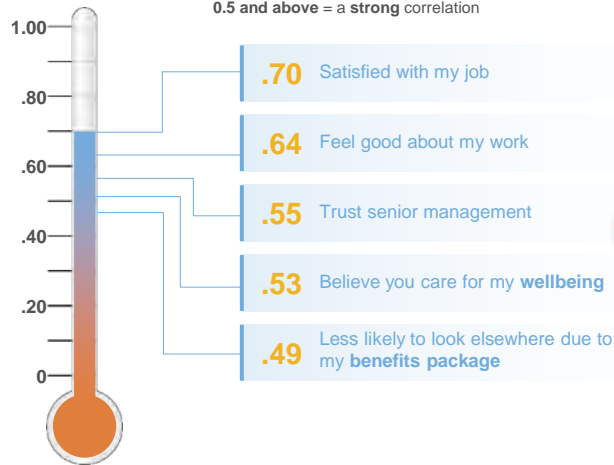 0.5 and above = a strong correlation
1.00
.80
.60
.40
.20
0
.70 Satisfied with my job
.64 Feel good about my work
.55 Trust senior management
.53 Believe you care for my wellbeing
.49 Less likely to look elsewhere due to
my benefits package